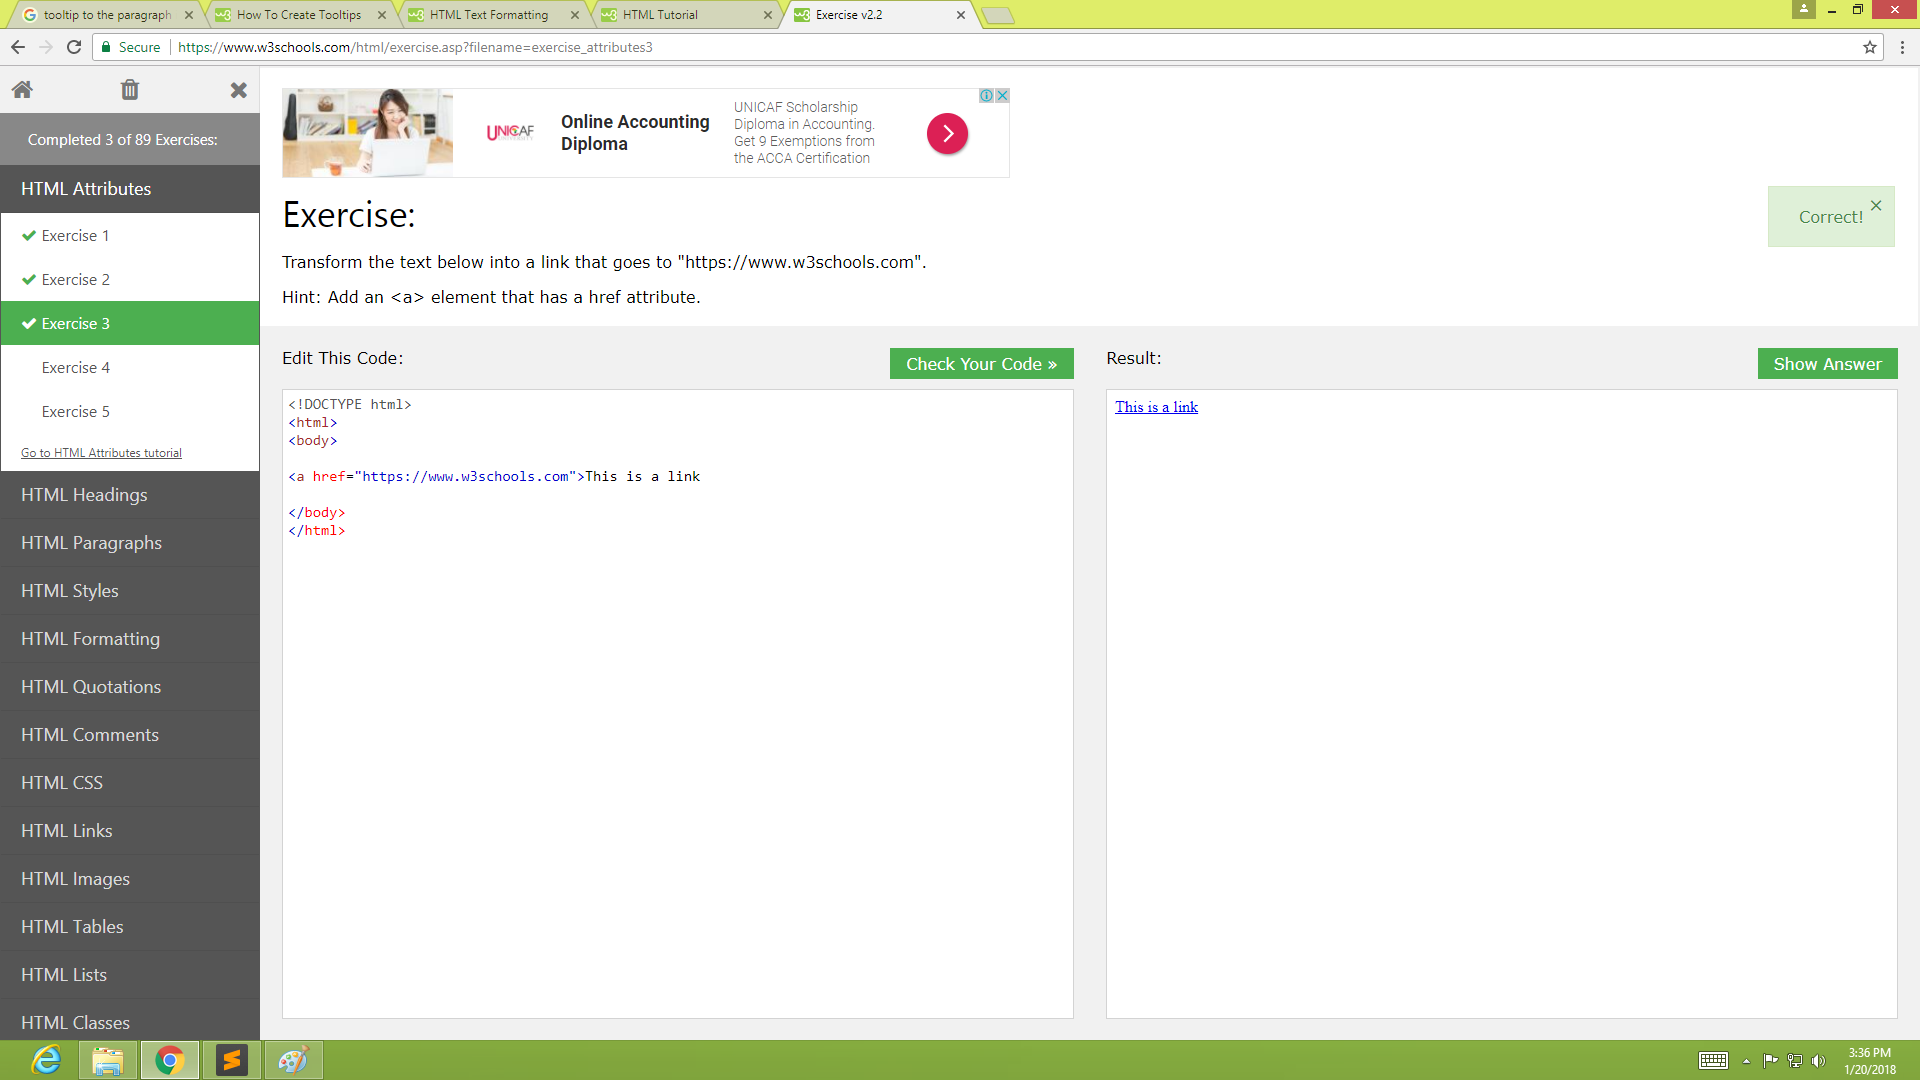 tooltip to the paragraph
How To Create Tooltips
HTML Text Formatting
HTML Tutorial
Exercise v2.2
Secure
https://www.w3schools.com/html/exercise.asp?filename=exercise_attributes3
Completed 3 of 89 Exercises:
HTML Attributes
Exercise 1
Exercise 2
Exercise 3
Exercise 4
Exercise 5
Go to HTML Attributes tutorial
HTML Headings
HTML Paragraphs
HTML Styles
HTML Formatting
HTML Quotations
HTML Comments
HTML CSS
HTML Links
HTML Images
HTML Tables
HTML Lists
HTML Classes
UNICAF
Online Accounting
Diploma
UNICAF Scholarship
Diploma in Accounting.
Get 9 Exemptions from
the ACCA Certification
Exercise:
Correct!
Transform the text below into a link that goes to "https://www.w3schools.com".
Hint: Add an <a> element that has a href attribute.
Edit This Code:
Check Your Code »
<!DOCTYPE html>
<html>
<body>
<a href="https://www.w3schools.com">This is a link
</body>
</html>
Result:
Show Answer
This is a link
3:36 PM
1/20/2018